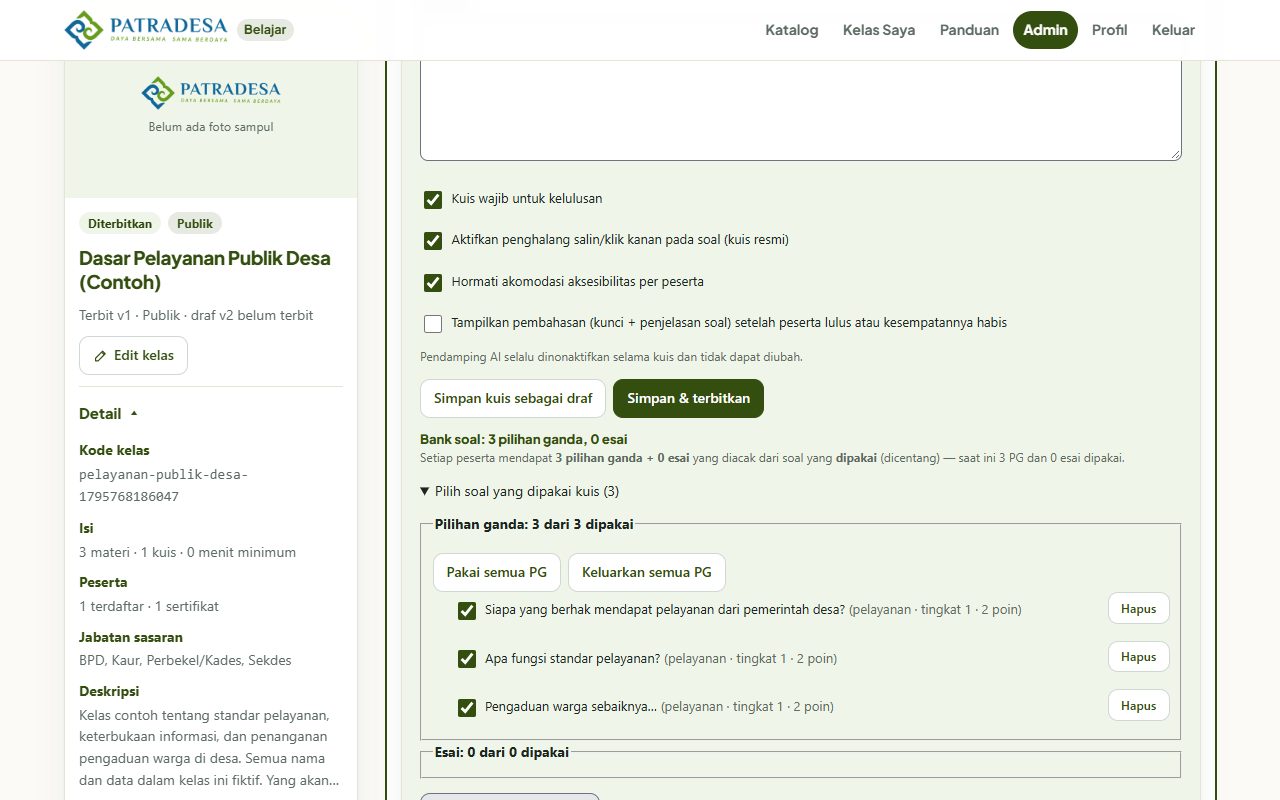 PATRADESA
DAYA BERSAMA SAMA BERDAYA
Belajar
Katalog
Kelas Saya
Panduan
Admin
Profil
Keluar
PATRADESA
DAYA BERSAMA SAMA BERDAYA
Belum ada foto sampul
Diterbitkan
Publik
Dasar Pelayanan Publik Desa
(Contoh)
Terbit v1 · Publik · draf v2 belum terbit
Edit kelas
Detail
Kode kelas
pelayanan-publik-desa-
1795768186047
Isi
3 materi · 1 kuis · 0 menit minimum
Peserta
1 terdaftar · 1 sertifikat
Jabatan sasaran
BPD, Kaur, Perbekel/Kades, Sekdes
Deskripsi
Kelas contoh tentang standar pelayanan,
keterbukaan informasi, dan penanganan
pengaduan warga di desa. Semua nama
dan data dalam kelas ini fiktif. Yang akan...
Kuis wajib untuk kelulusan
Aktifkan penghalang salin/klik kanan pada soal (kuis resmi)
Hormati akomodasi aksesibilitas per peserta
Tampilkan pembahasan (kunci + penjelasan soal) setelah peserta lulus atau kesempatannya habis
Pendamping AI selalu dinonaktifkan selama kuis dan tidak dapat diubah.
Simpan kuis sebagai draf
Simpan & terbitkan
Bank soal: 3 pilihan ganda, 0 esai
Setiap peserta mendapat 3 pilihan ganda + 0 esai yang diacak dari soal yang dipakai (dicentang) — saat ini 3 PG dan 0 esai dipakai.
Pilih soal yang dipakai kuis (3)
Pilihan ganda: 3 dari 3 dipakai
Pakai semua PG
Keluarkan semua PG
Siapa yang berhak mendapat pelayanan dari pemerintah desa? (pelayanan · tingkat 1 · 2 poin)
Hapus
Apa fungsi standar pelayanan? (pelayanan · tingkat 1 · 2 poin)
Hapus
Pengaduan warga sebaiknya... (pelayanan · tingkat 1 · 2 poin)
Hapus
Esai: 0 dari 0 dipakai